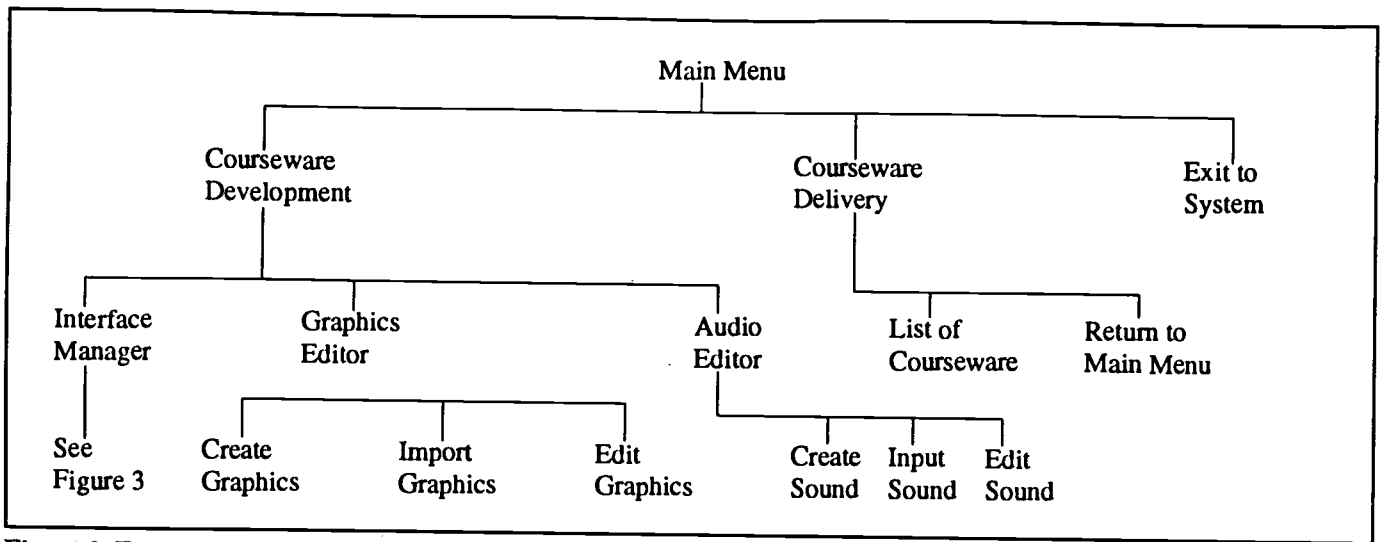 Main Menu
Courseware
Development
Courseware
Delivery
Exit to
System
Interface
Manager
Graphics
Editor
Audio
Editor
List of
Courseware
Return to
Main Menu
See
Figure 3
Create
Graphics
Import
Graphics
Edit
Graphics
Create
Sound
Input
Sound
Edit
Sound